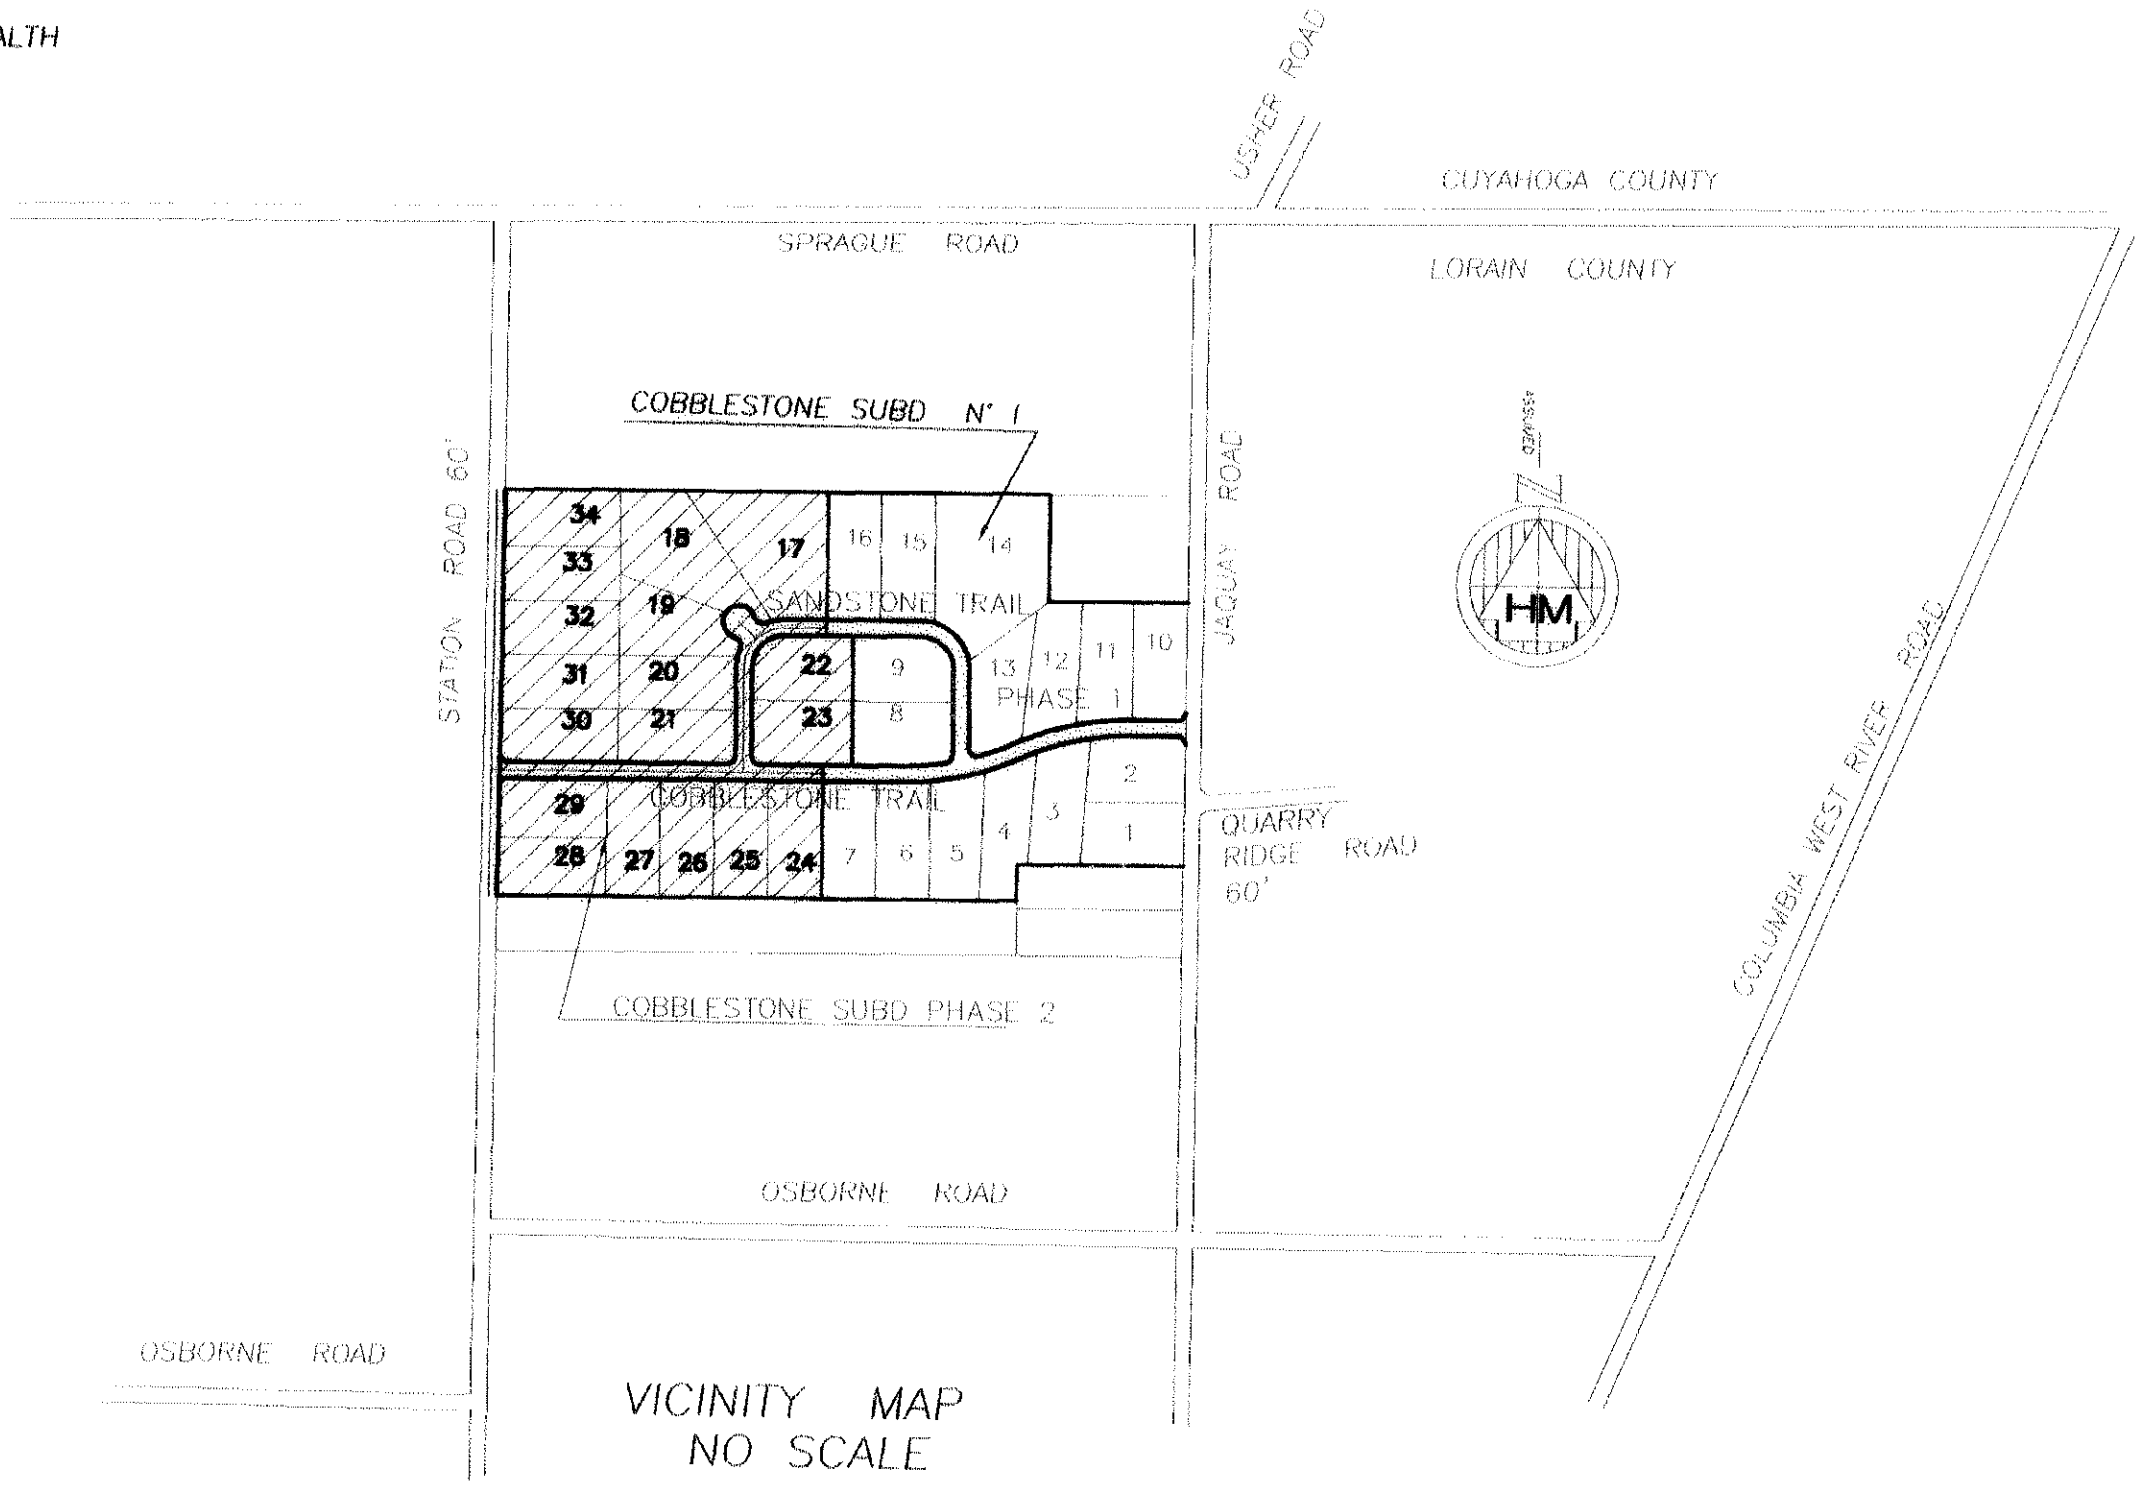 ALTH
USHER ROAD
CUYAHOGA COUNTY
SPRAGUE ROAD
LORAIN COUNTY
COBBLESTONE SUBD N° 1
STATION ROAD 60'
JAQUAY ROAD
ASSUMED
N
HM
COLUMBIA WEST RIVER ROAD
34
18
17
16
15
14
33
32
19
SANDSTONE TRAIL
31
20
22
9
13
12
11
10
PHASE 1
30
21
23
8
29
COBBLESTONE TRAIL
2
3
4
1
28
27
26
25
24
7
6
5
QUARRY
RIDGE ROAD
60'
COBBLESTONE SUBD PHASE 2
OSBORNE ROAD
OSBORNE ROAD
VICINITY MAP
NO SCALE